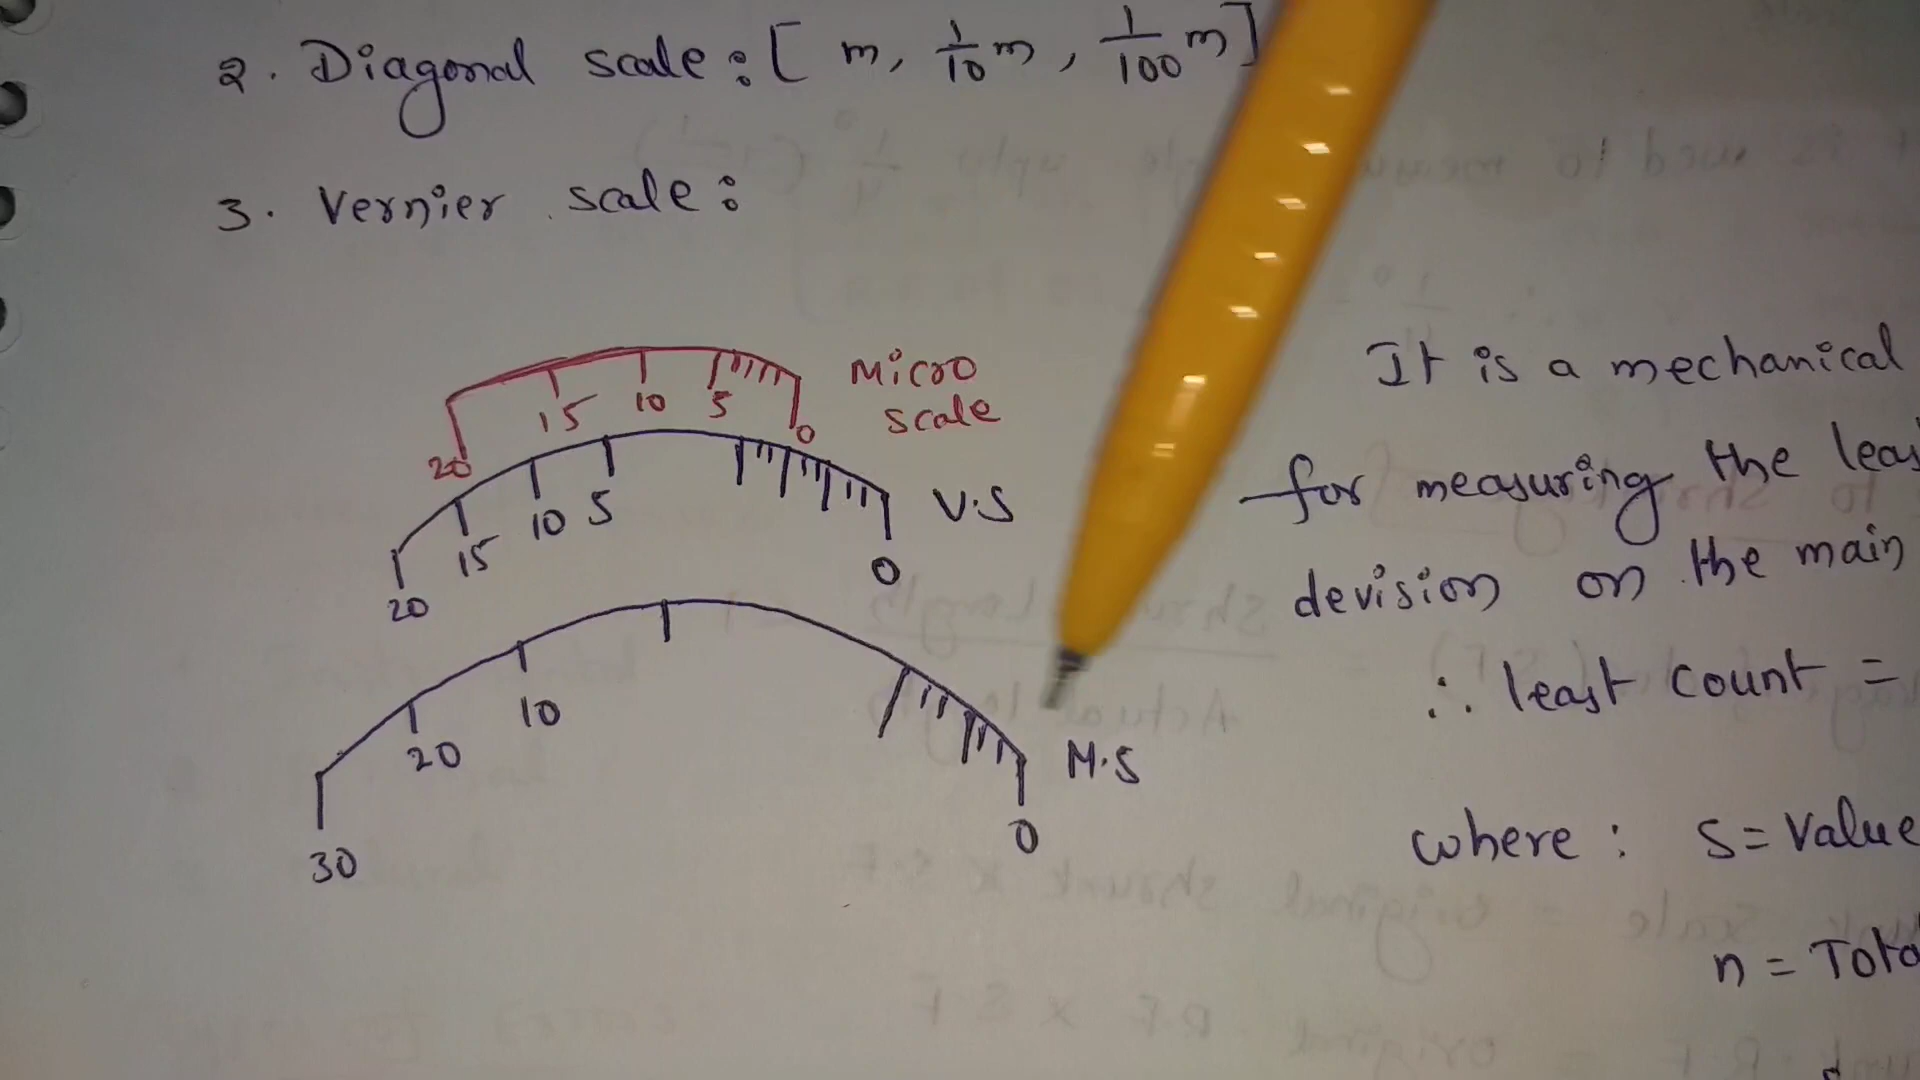 2. Diagonal scale : [ m, 1/10 m, 1/100 m ]
3. Vernier scale :
Micro
scale
20 15 10 5 0
V.S
20 15 10 5 0
M.S
30 20 10 0
It is a mechanical
for measuring the leas
devision on the main
∴ least count =
where : S = Value
n = Tota